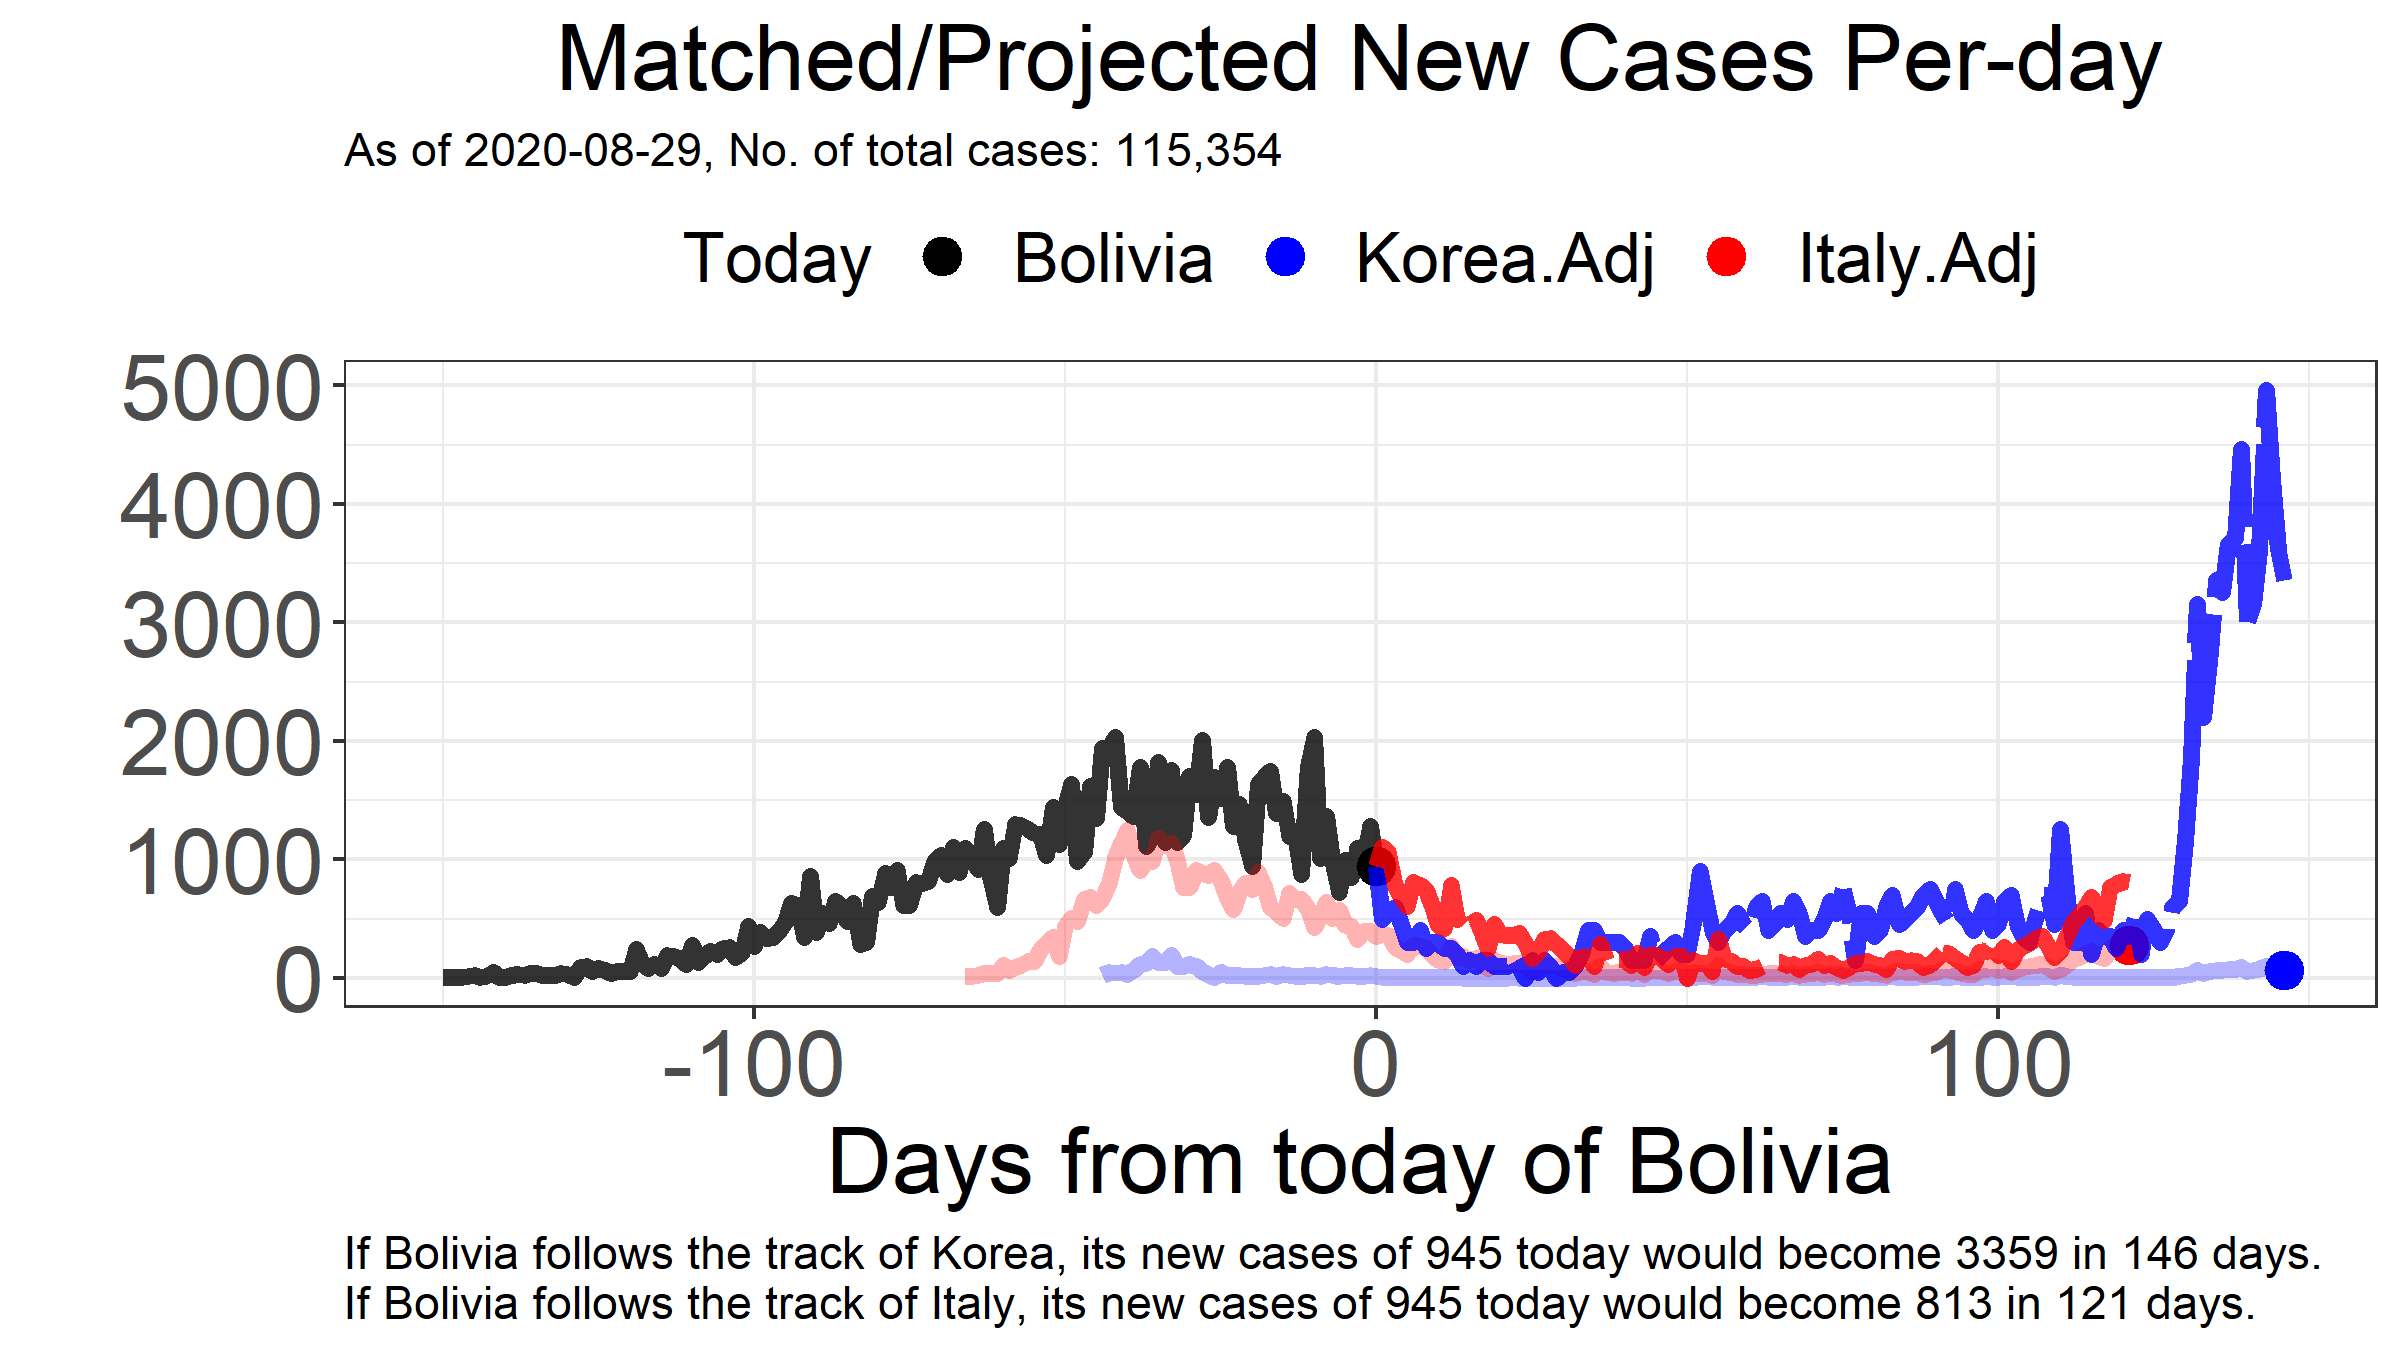 Matched/Projected New Cases Per-day
As of 2020-08-29, No. of total cases: 115,354
Today Bolivia Korea.Adj Italy.Adj
5000
4000
3000
2000
1000
0
-100 0 100
Days from today of Bolivia
If Bolivia follows the track of Korea, its new cases of 945 today would become 3359 in 146 days.
If Bolivia follows the track of Italy, its new cases of 945 today would become 813 in 121 days.